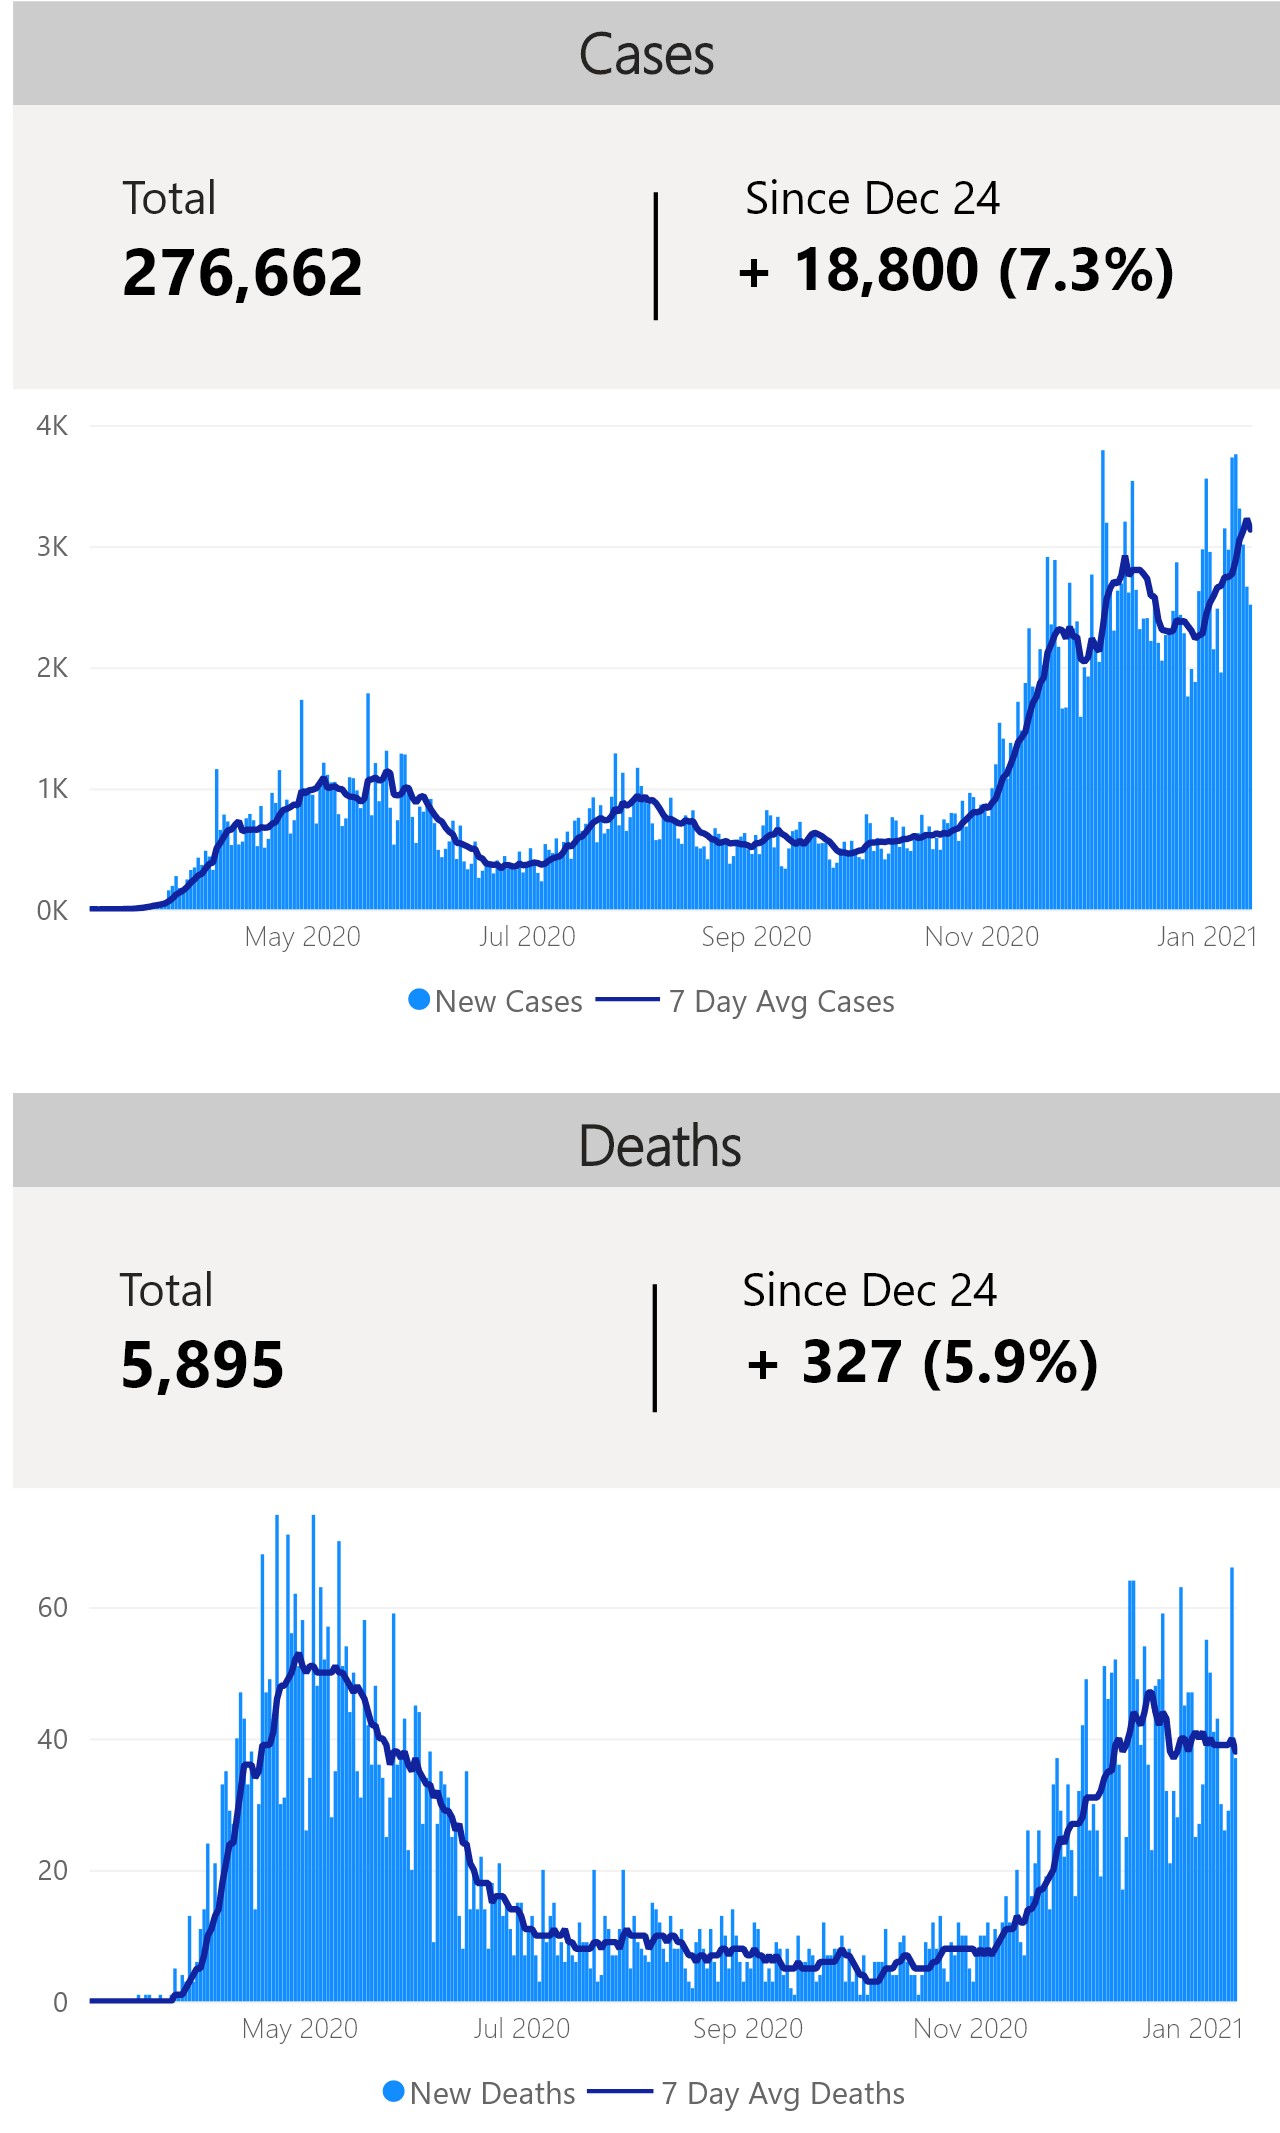 Cases
Total
276,662
Since Dec 24
+ 18,800 (7.3%)
4K
3K
2K
1K
0K
May 2020 Jul 2020 Sep 2020 Nov 2020 Jan 2021
New Cases 7 Day Avg Cases
Deaths
Total
5,895
Since Dec 24
+ 327 (5.9%)
60
40
20
0
May 2020 Jul 2020 Sep 2020 Nov 2020 Jan 2021
New Deaths 7 Day Avg Deaths